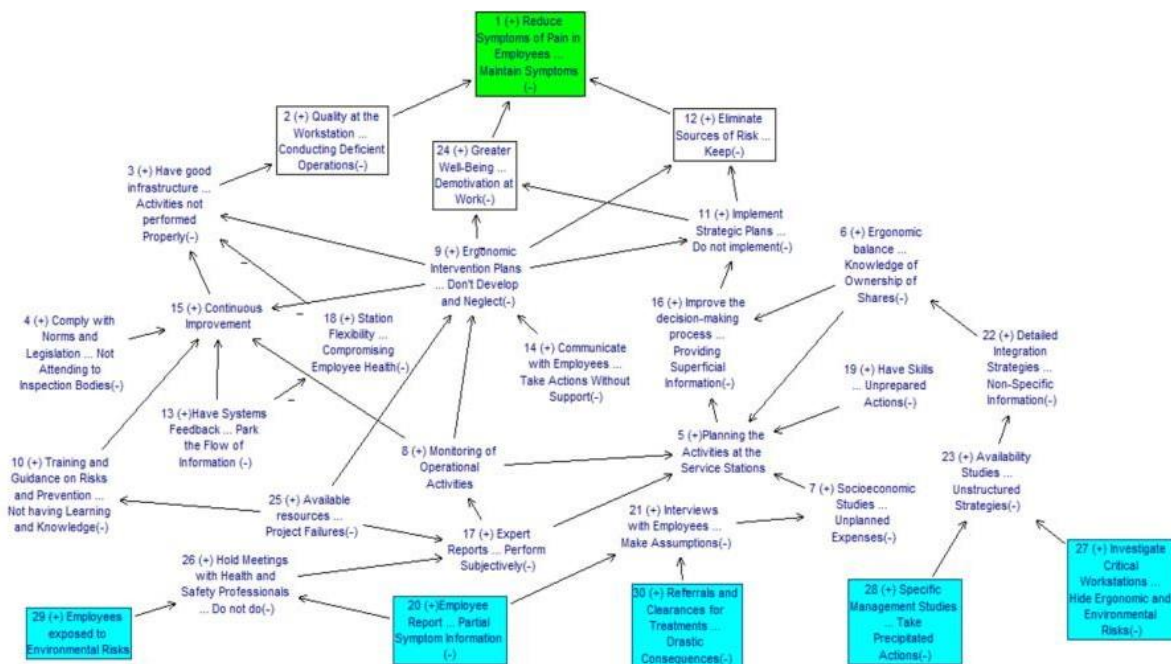 1 (+) Reduce
Symptoms of Pain in
Employees ...
Maintain Symptoms
(-)
2 (+) Quality at the
Workstation ...
Conducting Deficient
Operations(-)
12 (+) Eliminate
Sources of Risk ...
Keep(-)
24 (+) Greater
Well-Being ...
Demotivation at
Work(-)
3 (+) Have good
infrastructure ...
Activities not
performed
Properly(-)
11 (+) Implement
Strategic Plans ...
Do not implement(-)
6 (+) Ergonomic
balance ...
Knowledge of
Ownership of
Shares(-)
9 (+) Ergonomic
Intervention Plans
... Don't Develop
and Neglect(-)
15 (+) Continuous
Improvement
16 (+) Improve the
decision-making
process ...
Providing
Superficial
Information(-)
4 (+) Comply with
Norms and
Legislation ... Not
Attending to
Inspection Bodies(-)
18 (+) Station
Flexibility ...
Compromising
Employee Health(-)
22 (+) Detailed
Integration
Strategies ...
Non-Specific
Information(-)
14 (+) Communicate
with Employees ...
Take Actions Without
Support(-)
19 (+) Have Skills
... Unprepared
Actions(-)
13 (+)Have Systems
Feedback ... Park
the Flow of
Information (-)
5 (+)Planning the
Activities at the
Service Stations
8 (+) Monitoring of
Operational
Activities
10 (+) Training and
Guidance on Risks
and Prevention ...
Not having Learning
and Knowledge(-)
23 (+) Availability
Studies ...
Unstructured
Strategies(-)
7 (+) Socioeconomic
Studies ...
Unplanned
Expenses(-)
25 (+) Available
resources ...
Project Failures(-)
21 (+) Interviews
with Employees ...
Make Assumptions(-)
17 (+) Expert
Reports ... Perform
Subjectively(-)
26 (+) Hold Meetings
with Health and
Safety Professionals
... Do not do(-)
27 (+) Investigate
Critical
Workstations ...
Hide Ergonomic and
Environmental
Risks(-)
29 (+) Employees
exposed to
Environmental Risks
20 (+)Employee
Report ... Partial
Symptom Information
(-)
30 (+) Referrals and
Clearances for
Treatments ...
Drastic
Consequences(-)
28 (+) Specific
Management Studies
... Take
Precipitated
Actions(-)